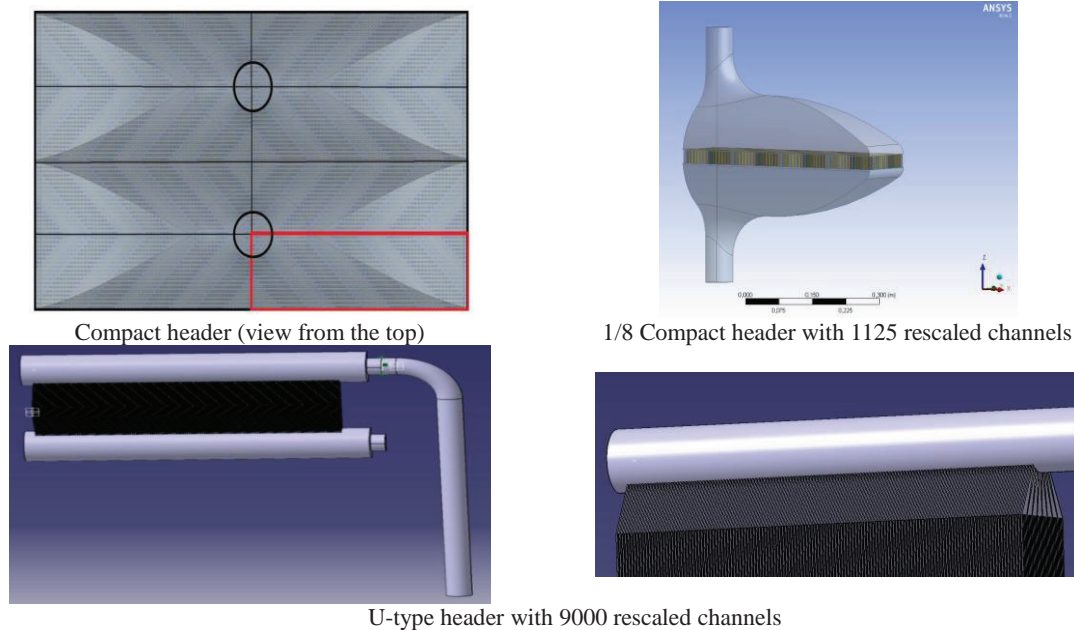 ANSYS
Compact header (view from the top)
0,000
0,150
0,300 (m)
0,075
0,225
Z
1/8 Compact header with 1125 rescaled channels
U-type header with 9000 rescaled channels